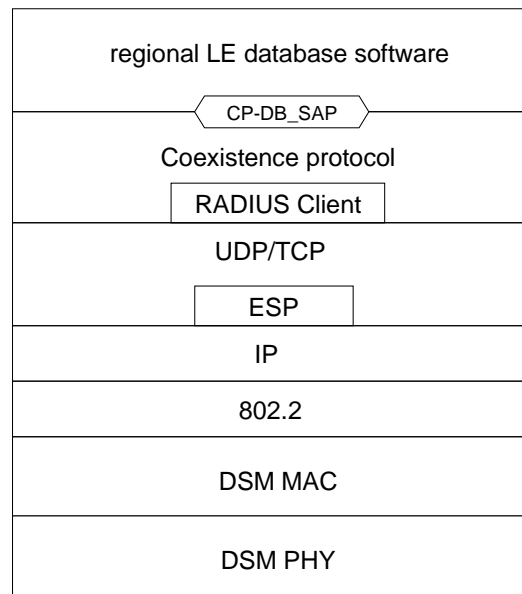 regional LE database software
CP-DB_SAP
Coexistence protocol
RADIUS Client
UDP/TCP
ESP
IP
802.2
DSM MAC
DSM PHY